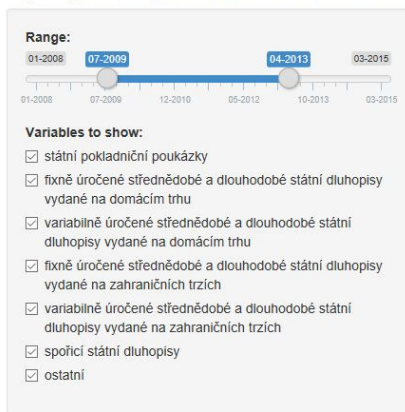 Range:
01-2008 07-2009 04-2013 03-2015
01-2008 07-2009 12-2010 05-2012 10-2013 03-2015
Variables to show:
státní pokladniční poukázky
fixně úročené střednědobé a dlouhodobé státní dluhopisy
vydané na domácím trhu
variabilně úročené střednědobé a dlouhodobé státní
dluhopisy vydané na domácím trhu
fixně úročené střednědobé a dlouhodobé státní dluhopisy
vydané na zahraničních trzích
variabilně úročené střednědobé a dlouhodobé státní
dluhopisy vydané na zahraničních trzích
spořicí státní dluhopisy
ostatní